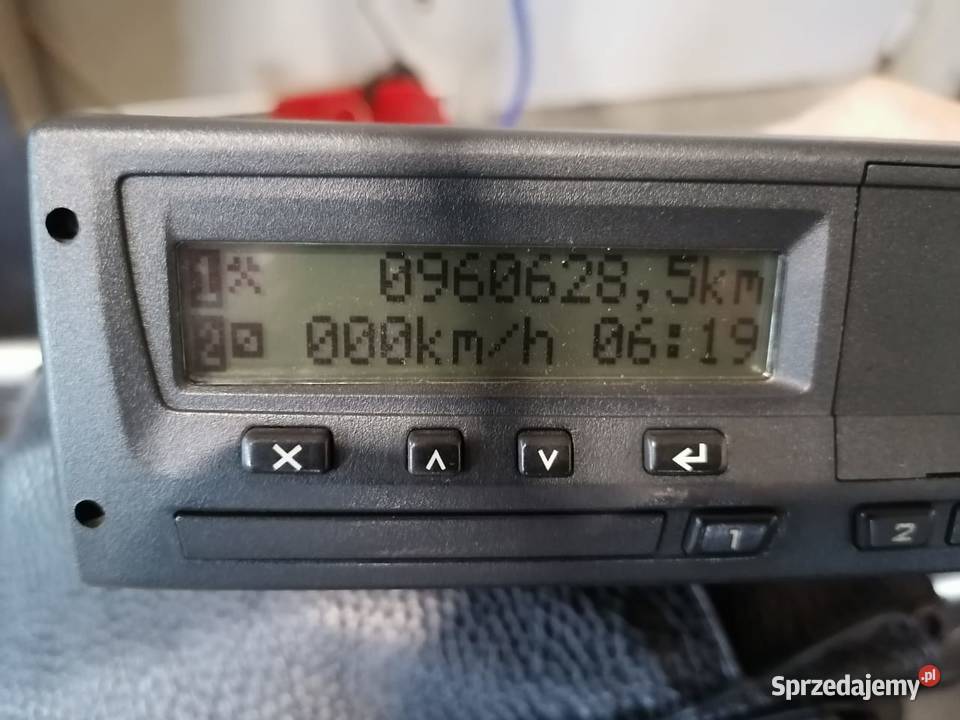 1 0960628,5km
2 000km/h 06:19
1 2
Sprzedajemy.pl